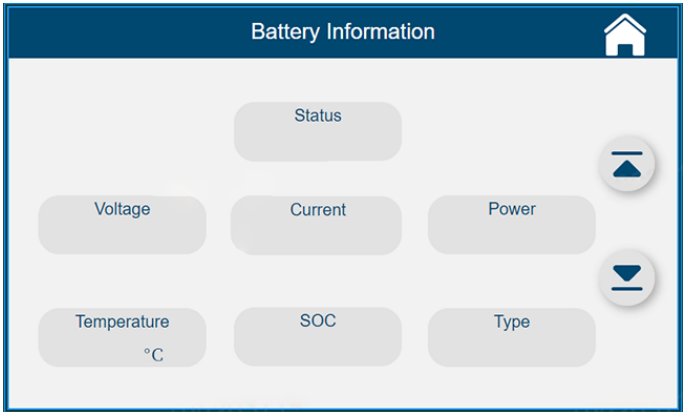 Battery Information
Status
Voltage
Current
Power
Temperature
°C
SOC
Type